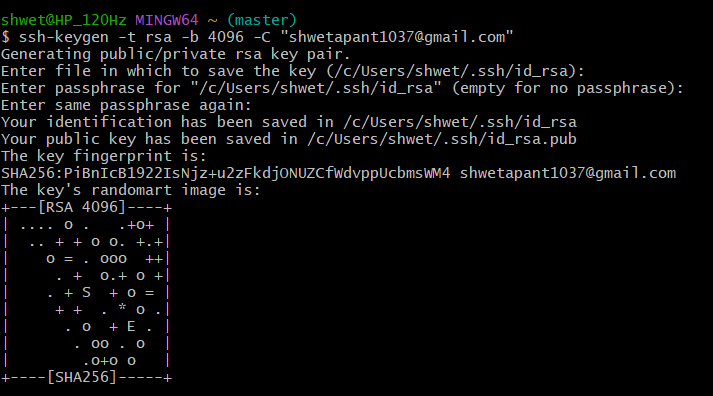 shwet@HP_120Hz MINGW64 ~ (master)
$ ssh-keygen -t rsa -b 4096 -C "shwetapant1037@gmail.com"
Generating public/private rsa key pair.
Enter file in which to save the key (/c/Users/shwet/.ssh/id_rsa):
Enter passphrase for "/c/Users/shwet/.ssh/id_rsa" (empty for no passphrase):
Enter same passphrase again:
Your identification has been saved in /c/Users/shwet/.ssh/id_rsa
Your public key has been saved in /c/Users/shwet/.ssh/id_rsa.pub
The key fingerprint is:
SHA256:PiBnIcB1922IsNjz+u2zFkdjONUZCfWdvppUcbmsWM4 shwetapant1037@gmail.com
The key's randomart image is:
+---[RSA 4096]----+
| .... o .   .+o+ |
|  .. + + o o. +.+|
|    o = . ooo  ++|
|     . +  o.+ o +|
|    . + S  + o = |
|     + +  . * o .|
|      . o  + E . |
|       . oo . o  |
|        .o+o o   |
+----[SHA256]-----+